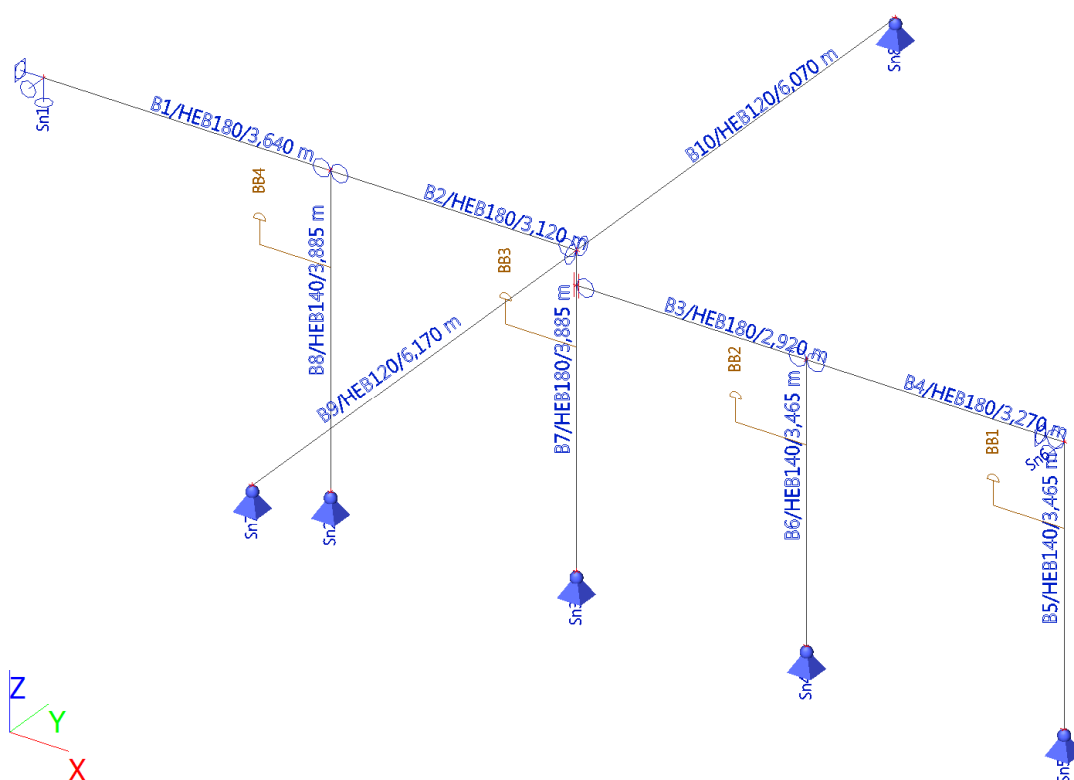 Sn1
B1/HEB180/3,640 m
BB4
B8/HEB140/3,885 m
B2/HEB180/3,120 m
B10/HEB120/6,070 m
Sn8
BB3
B9/HEB120/6,170 m
B7/HEB180/3,885 m
B3/HEB180/2,920 m
BB2
B6/HEB140/3,465 m
B4/HEB180/3,270 m
Sn6
BB1
B5/HEB140/3,465 m
Sn7
Sn2
Sn3
Sn4
Sn5
Z
Y
X